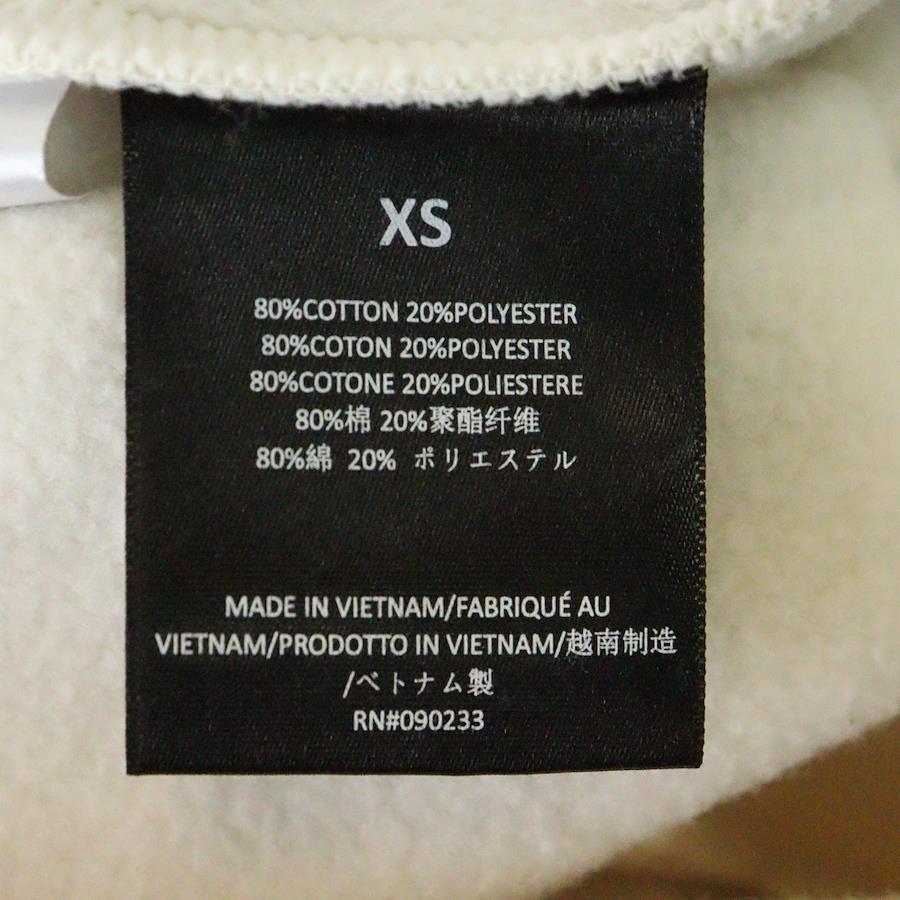 XS
80%COTTON 20%POLYESTER
80%COTON 20%POLYESTER
80%COTONE 20%POLIESTERE
80%棉 20%聚酯纤维
80%綿 20% ポリエステル
MADE IN VIETNAM/FABRIQUÉ AU
VIETNAM/PRODOTTO IN VIETNAM/越南制造
/ベトナム製
RN#090233